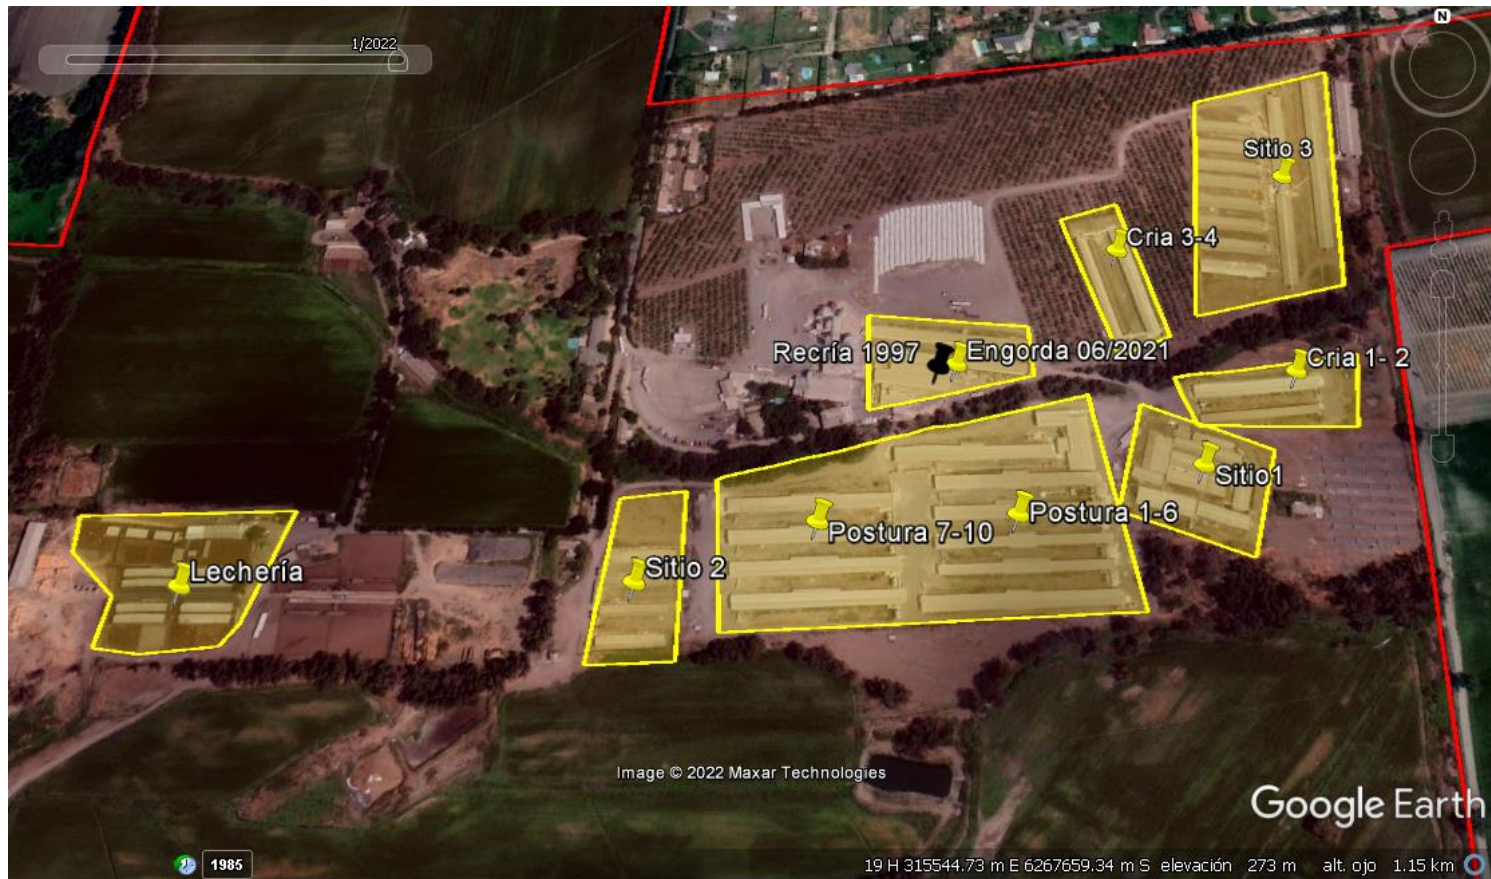 N
1/2022
Sitio 3
Cria 3-4
Recría 1997
Engorda 06/2021
Cria 1- 2
Sitio1
Postura 1-6
Postura 7-10
Sitio 2
Lechería
Image © 2022 Maxar Technologies
Google Earth
1985
19 H 315544.73 m E 6267659.34 m S elevación 273 m alt. ojo 1.15 km